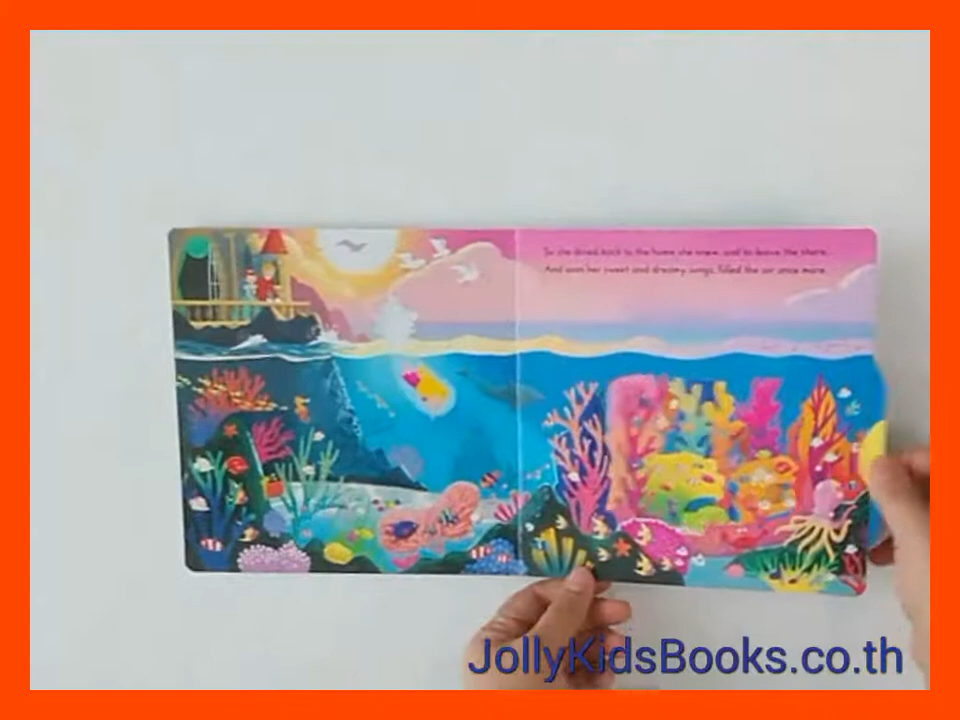 So she dived back to the home she knew, and to leave the shore.
And soon her sweet and dreamy songs, filled the air once more.
JollyKidsBooks.co.th